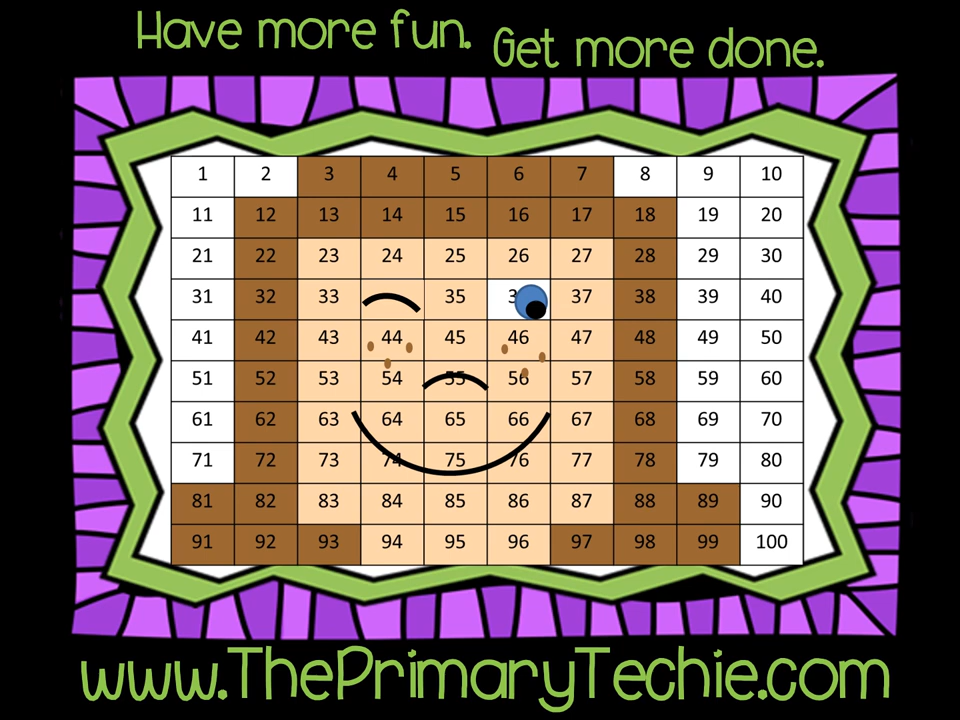 Have more fun. Get more done.
1 2 3 4 5 6 7 8 9 10
11 12 13 14 15 16 17 18 19 20
21 22 23 24 25 26 27 28 29 30
31 32 33 35 37 38 39 40
41 42 43 44 45 46 47 48 49 50
51 52 53 54 55 56 57 58 59 60
61 62 63 64 65 66 67 68 69 70
71 72 73 74 75 76 77 78 79 80
81 82 83 84 85 86 87 88 89 90
91 92 93 94 95 96 97 98 99 100
www.ThePrimaryTechie.com